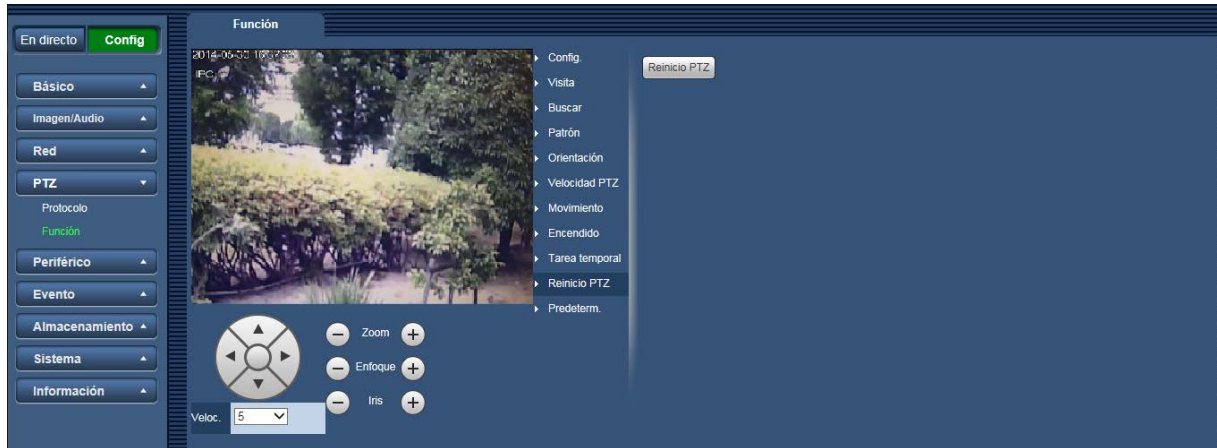 En directo
Config
Básico
Imagen/Audio
Red
PTZ
Protocolo
Función
Periférico
Evento
Almacenamiento
Sistema
Información
Función
IPC
Zoom
Enfoque
Iris
Veloc. 5
Config.
Visita
Buscar
Patrón
Orientación
Velocidad PTZ
Movimiento
Encendido
Tarea temporal
Reinicio PTZ
Predeterm.
Reinicio PTZ